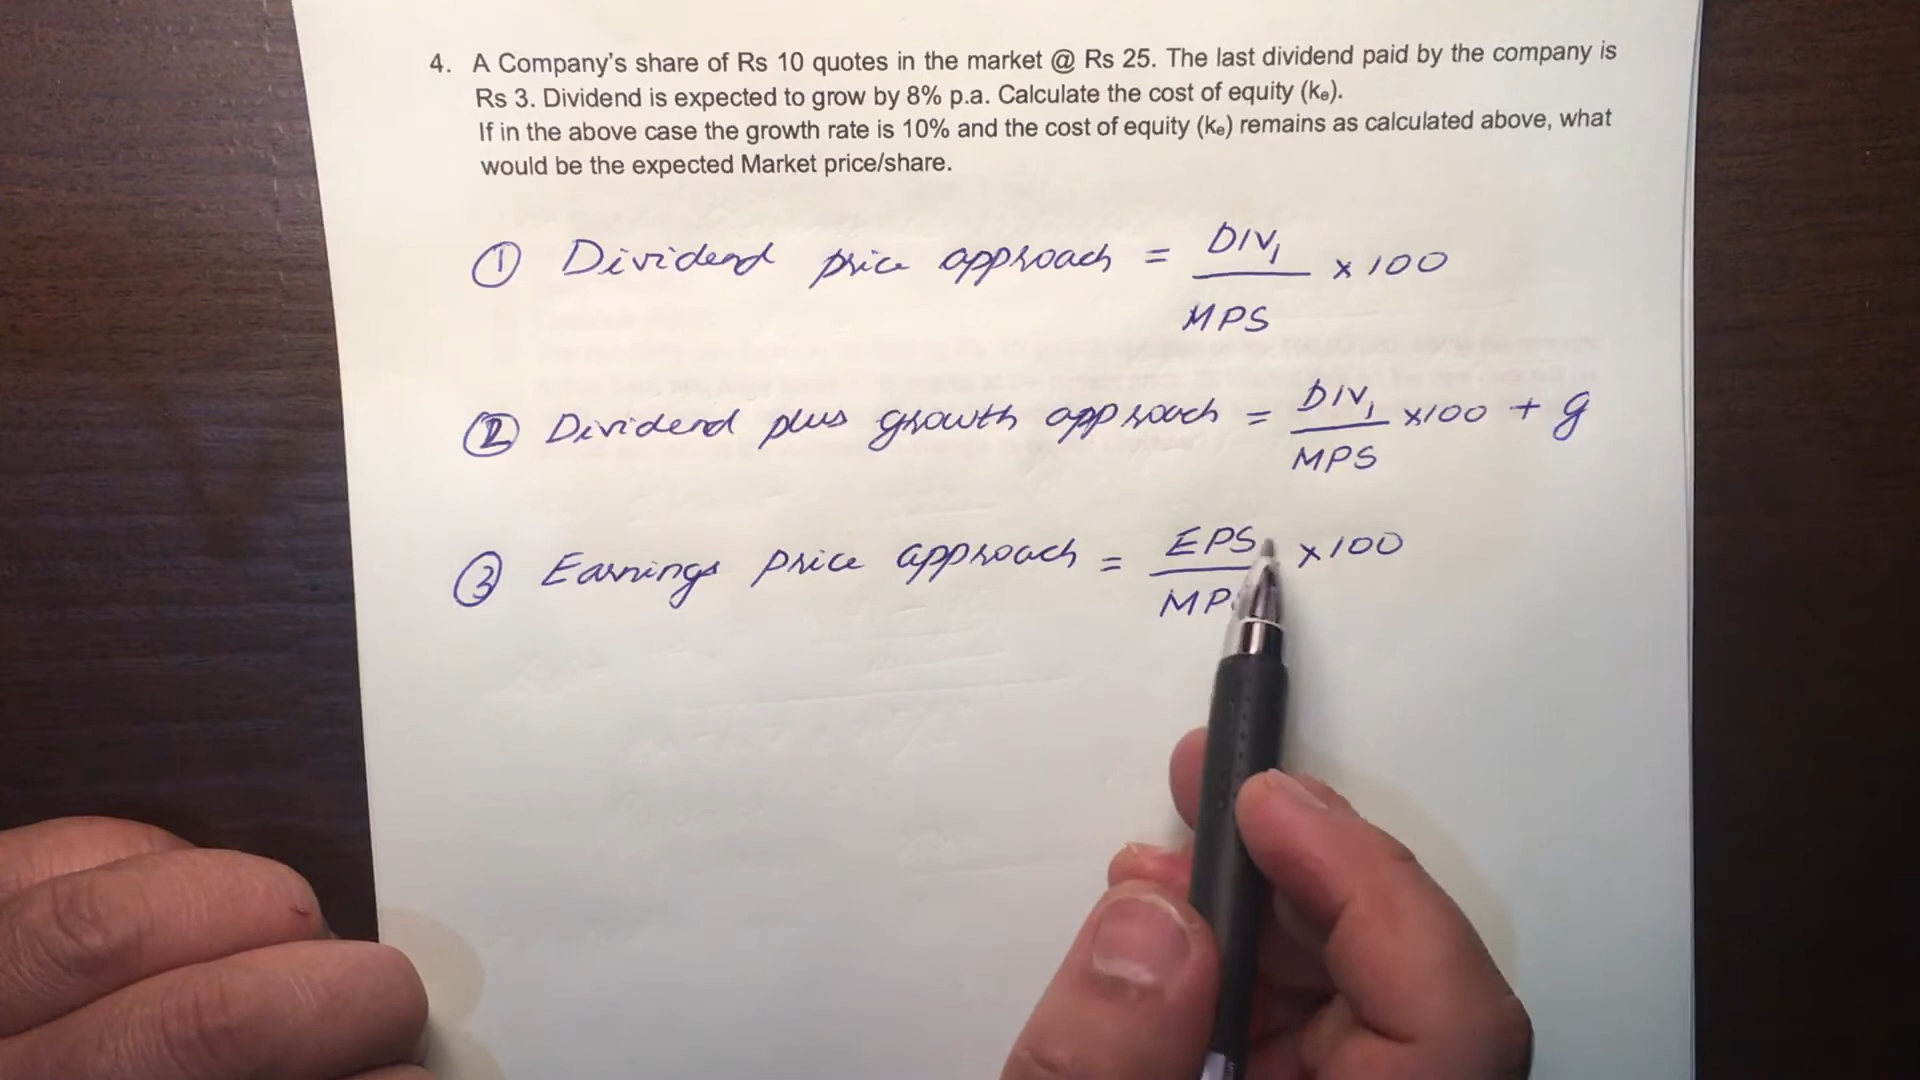 4. A Company's share of Rs 10 quotes in the market @ Rs 25. The last dividend paid by the company is
Rs 3. Dividend is expected to grow by 8% p.a. Calculate the cost of equity (kₑ).
If in the above case the growth rate is 10% and the cost of equity (kₑ) remains as calculated above, what
would be the expected Market price/share.
① Dividend price approach = DIV₁ × 100
MPS
② Dividend plus growth approach = DIV₁ ×100 + g
MPS
③ Earnings price approach = EPS ×100
MP